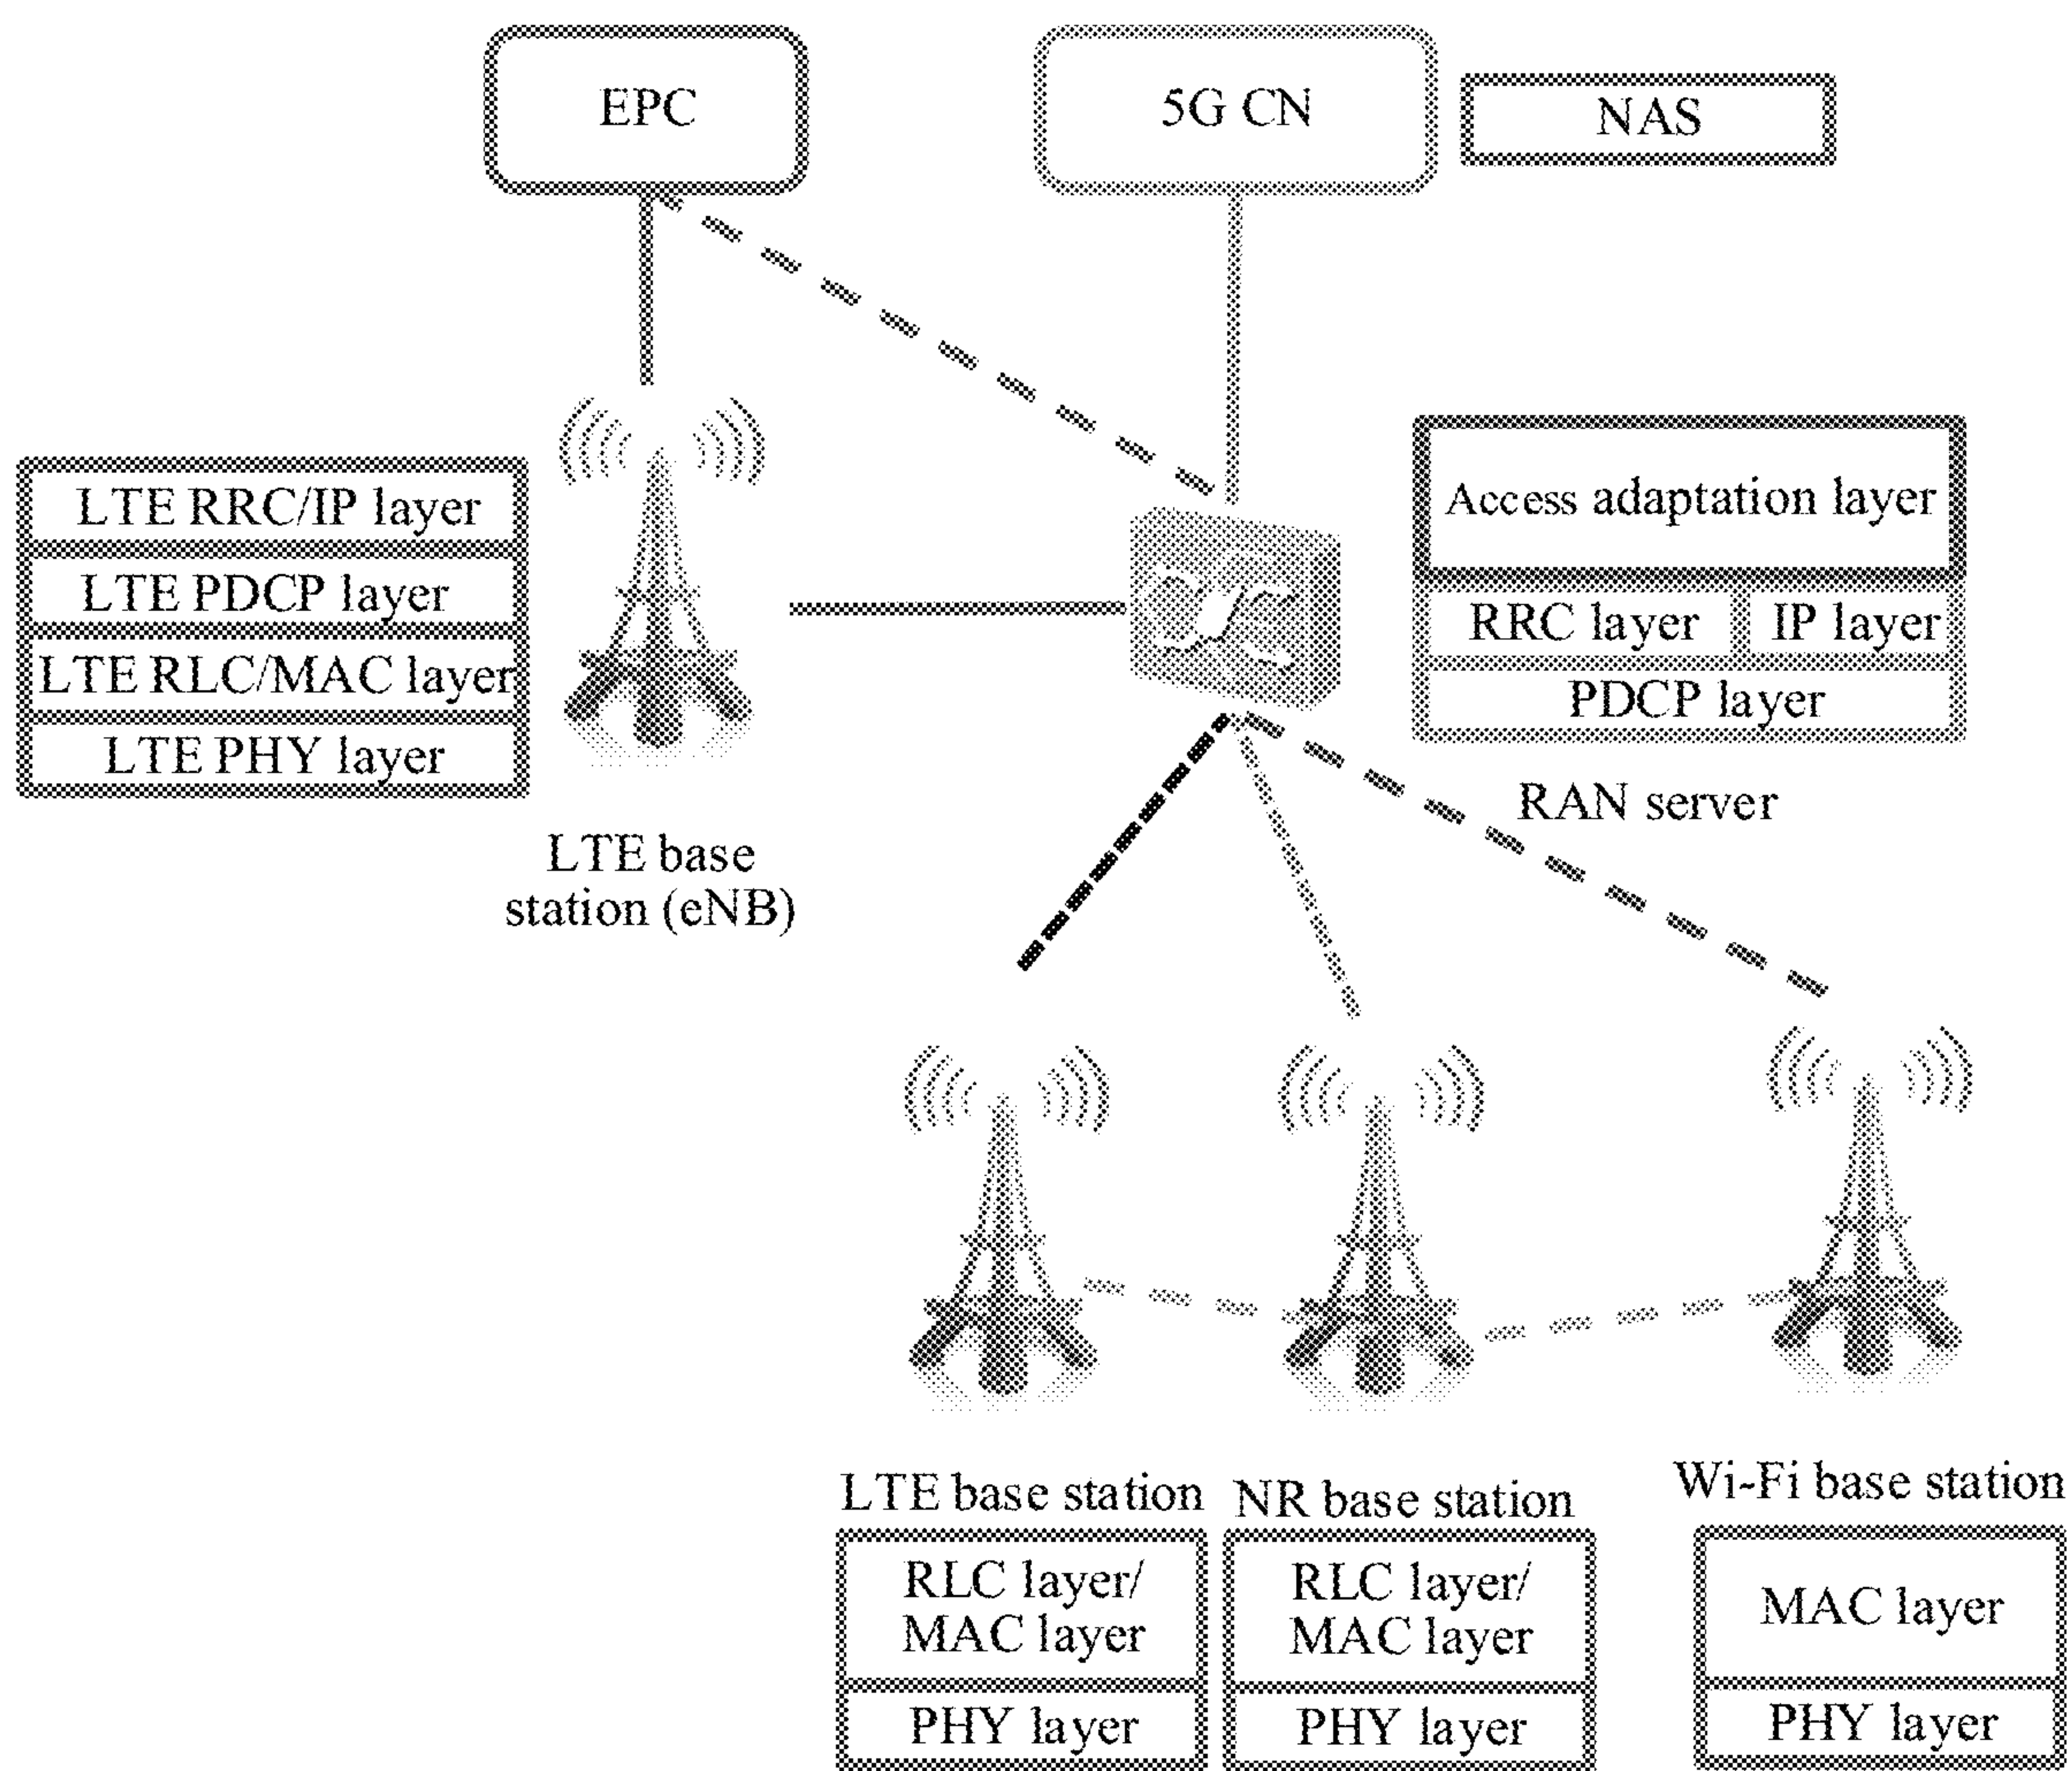 EPC
5G CN
NAS
LTE RRC/IP layer
LTE PDCP layer
LTE RLC/MAC layer
LTE PHY layer
LTE base
station (eNB)
Access adaptation layer
RRC layer
IP layer
PDCP layer
RAN server
LTE base station
RLC layer/
MAC layer
PHY layer
NR base station
RLC layer/
MAC layer
PHY layer
Wi-Fi base station
MAC layer
PHY layer